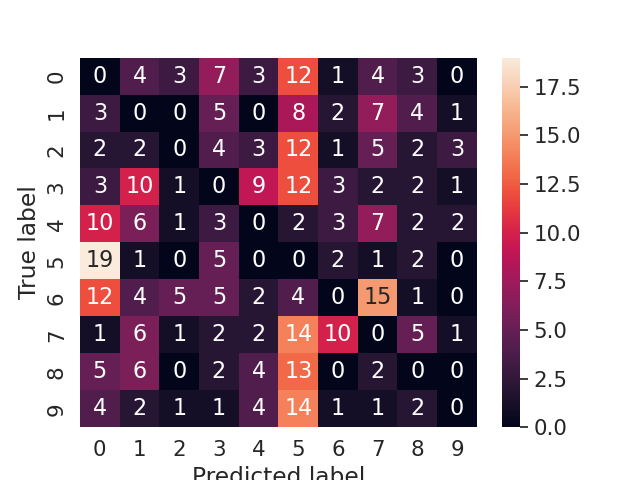 0 0 4 3 7 3 12 1 4 3 0
1 3 0 0 5 0 8 2 7 4 1
2 2 2 0 4 3 12 1 5 2 3
3 3 10 1 0 9 12 3 2 2 1
4 10 6 1 3 0 2 3 7 2 2
5 19 1 0 5 0 0 2 1 2 0
6 12 4 5 5 2 4 0 15 1 0
7 1 6 1 2 2 14 10 0 5 1
8 5 6 0 2 4 13 0 2 0 0
9 4 2 1 1 4 14 1 1 2 0
0 1 2 3 4 5 6 7 8 9
Predicted label
True label
17.5
15.0
12.5
10.0
7.5
5.0
2.5
0.0